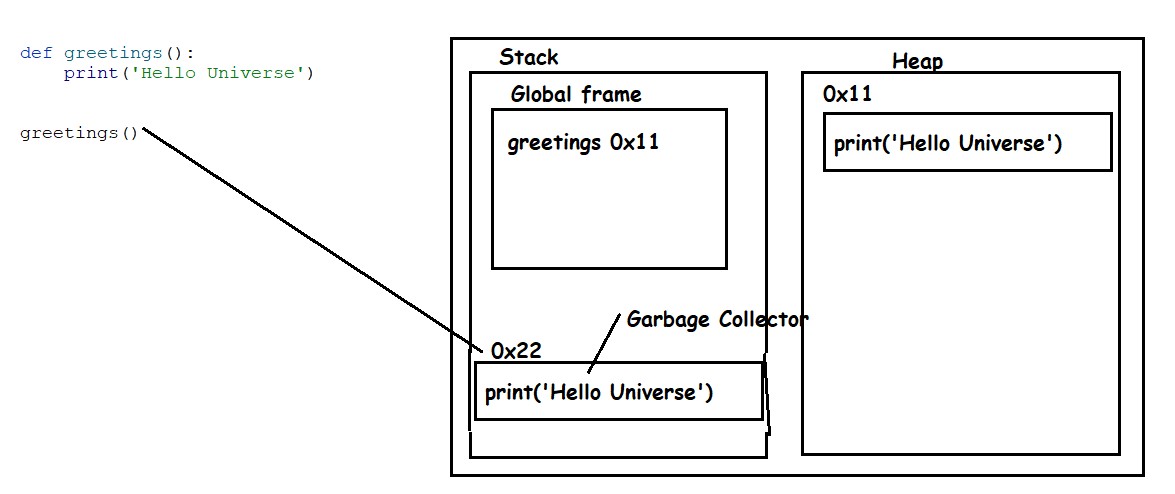 def greetings():
    print('Hello Universe')
greetings()
Stack
Global frame
greetings 0x11
Garbage Collector
0x22
print('Hello Universe')
Heap
0x11
print('Hello Universe')